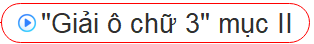 "Giải ô chữ 3" mục II